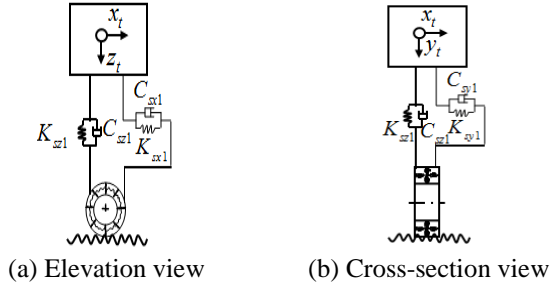 x_t
z_t
C_sx1
K_sz1
C_sz1
K_sx1
(a) Elevation view
x_t
y_t
C_sy1
K_sz1
C_sz1
K_sy1
(b) Cross-section view